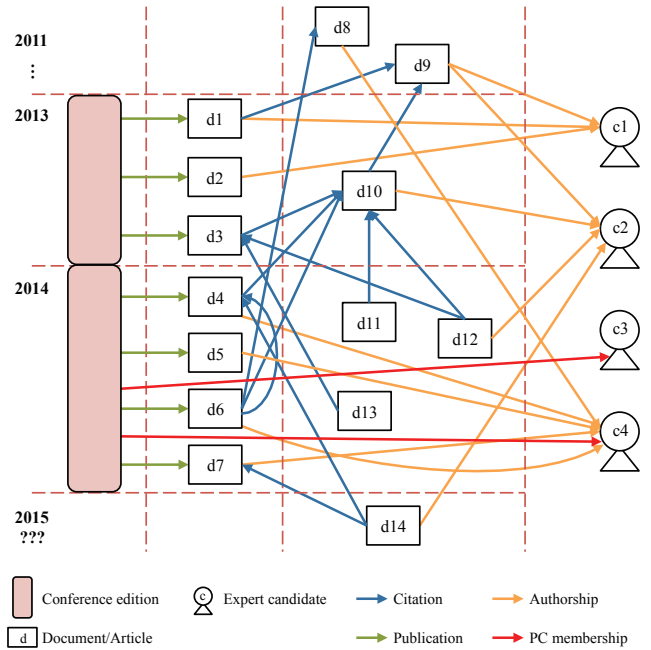 2011
d8
⋮
d9
2013
d1
c1
d2
d10
d3
c2
2014
d4
d11
d12
c3
d5
d6
d13
c4
d7
2015
???
d14
Conference edition
c
Expert candidate
Citation
Authorship
d
Document/Article
Publication
PC membership